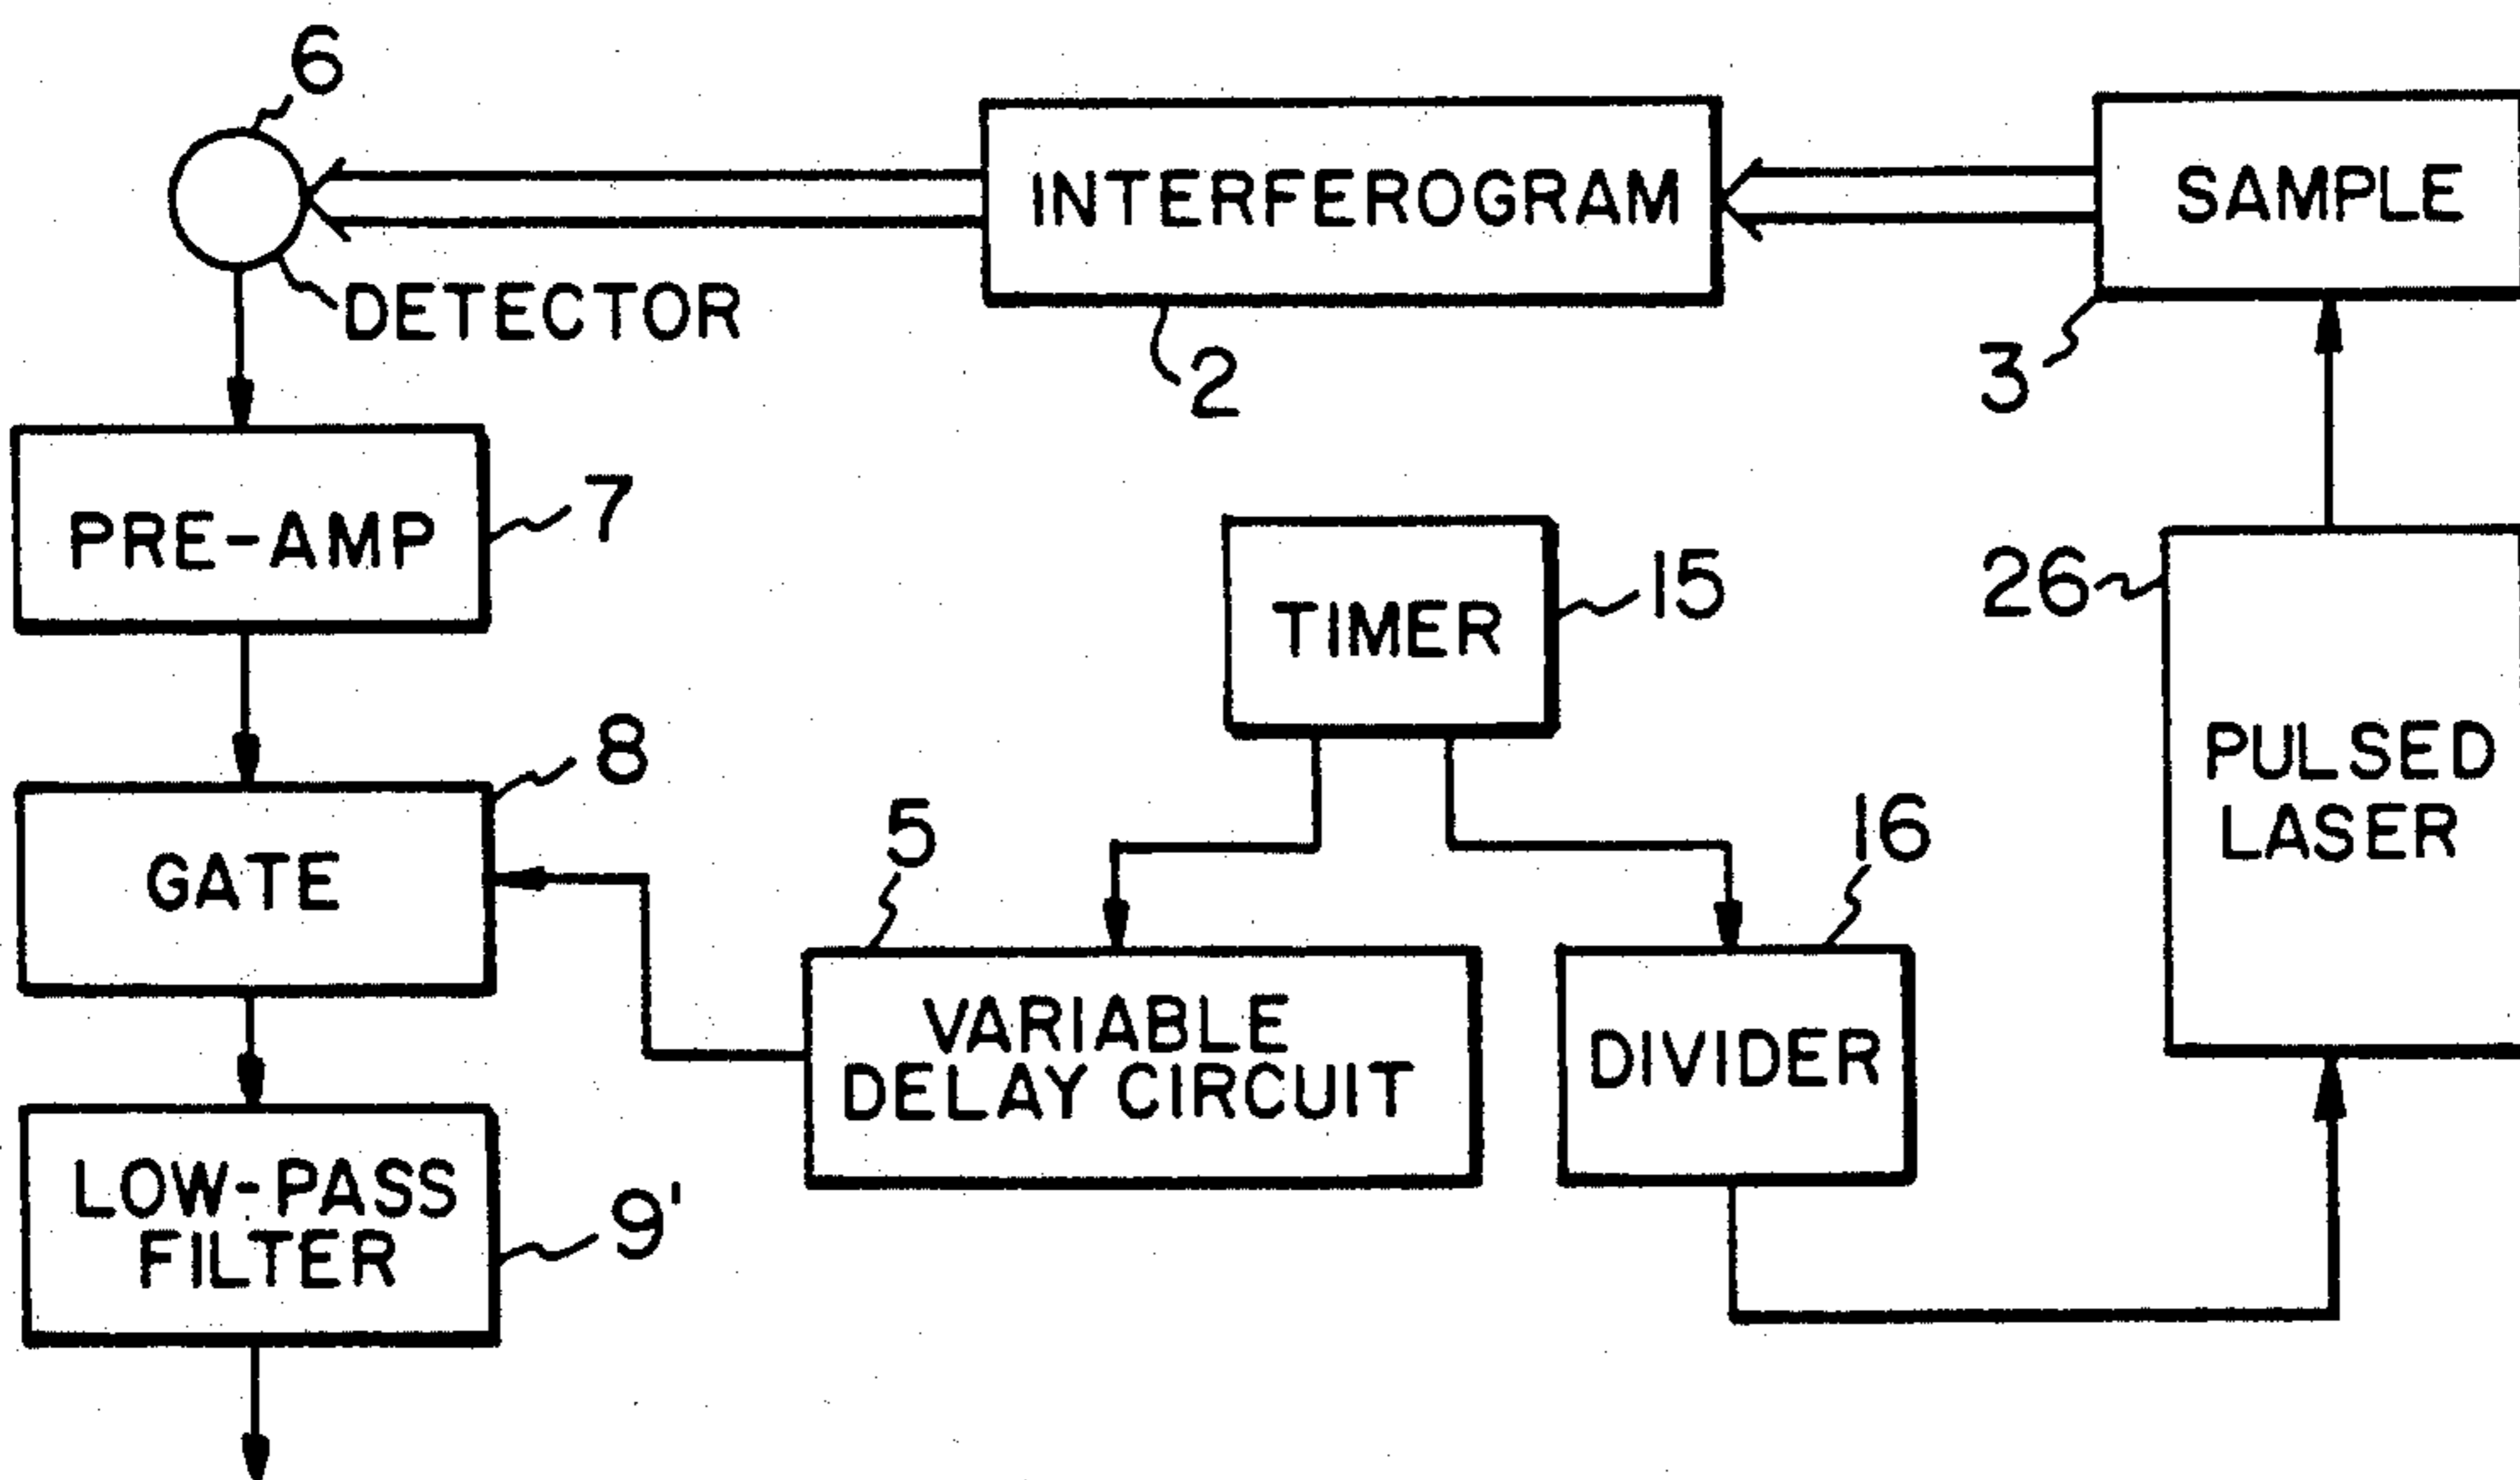 6
INTERFEROGRAM
SAMPLE
DETECTOR
2
3
PRE-AMP
7
TIMER
15
26
PULSED
LASER
8
GATE
5
16
VARIABLE
DELAY CIRCUIT
DIVIDER
LOW-PASS
FILTER
9'